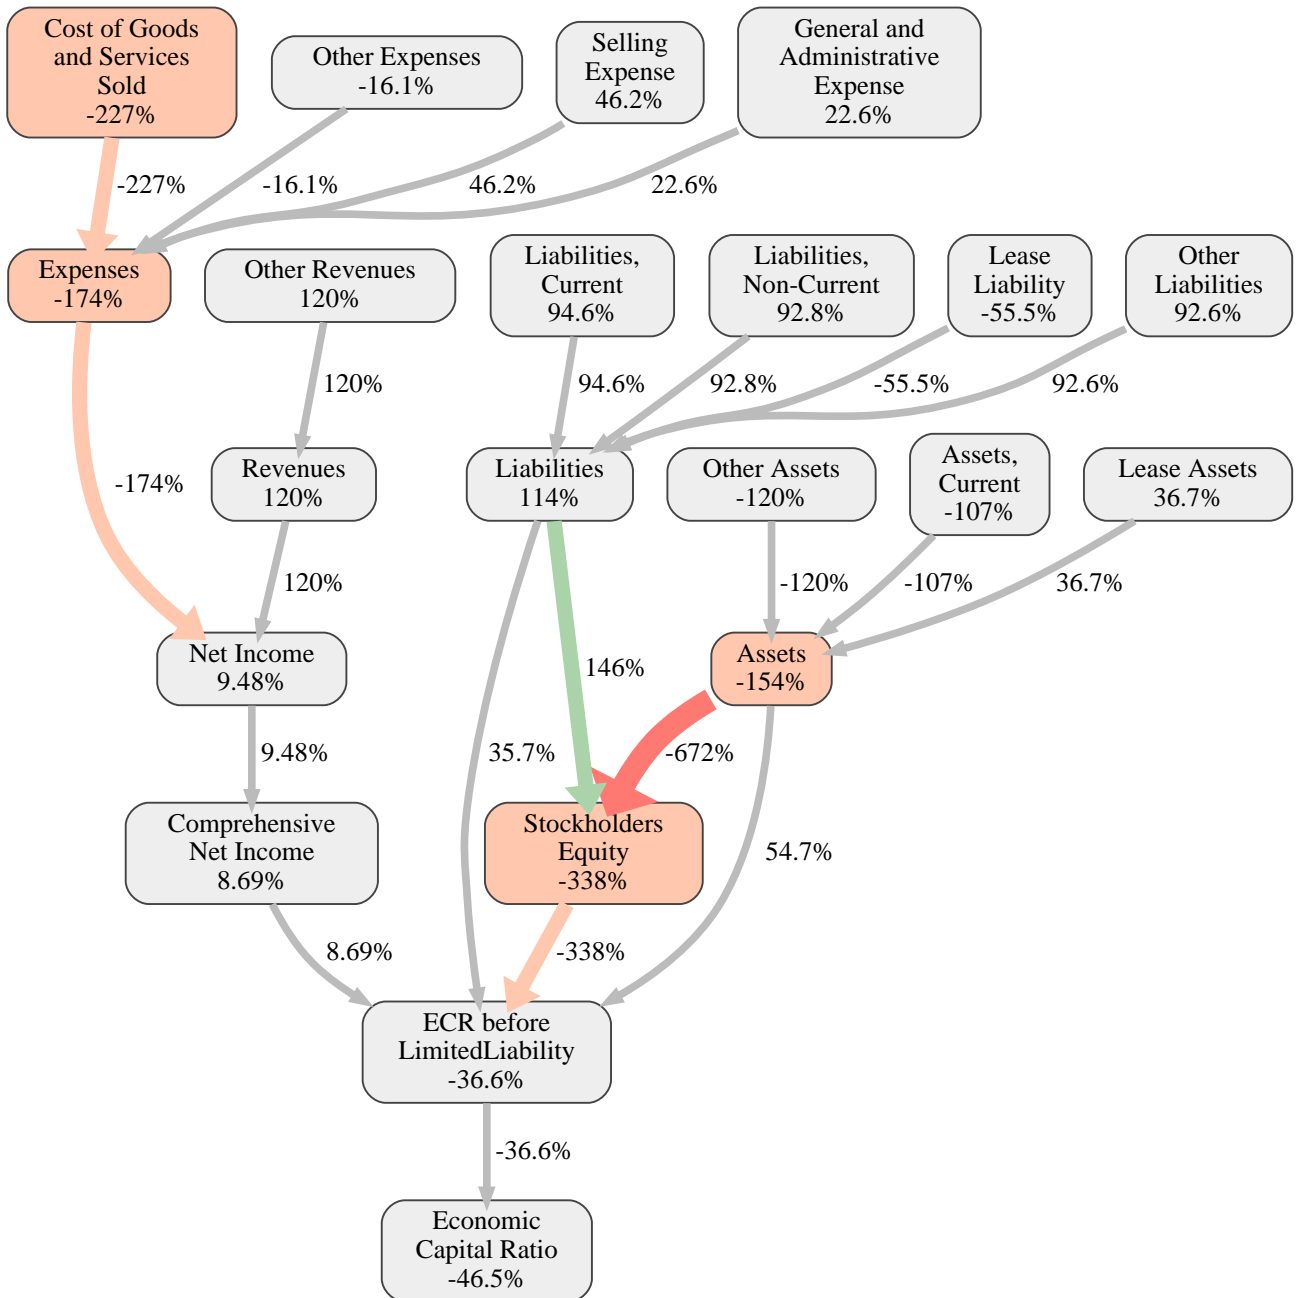 Cost of Goods
and Services
Sold
-227%
Other Expenses
-16.1%
Selling
Expense
46.2%
General and
Administrative
Expense
22.6%
-227%
-16.1%
46.2%
22.6%
Expenses
-174%
Other Revenues
120%
Liabilities,
Current
94.6%
Liabilities,
Non-Current
92.8%
Lease
Liability
-55.5%
Other
Liabilities
92.6%
120%
94.6%
92.8%
-55.5%
92.6%
-174%
Revenues
120%
Liabilities
114%
Other Assets
-120%
Assets,
Current
-107%
Lease Assets
36.7%
120%
-120%
-107%
36.7%
Net Income
9.48%
146%
Assets
-154%
9.48%
35.7%
-672%
Comprehensive
Net Income
8.69%
Stockholders
Equity
-338%
54.7%
8.69%
-338%
ECR before
LimitedLiability
-36.6%
-36.6%
Economic
Capital Ratio
-46.5%